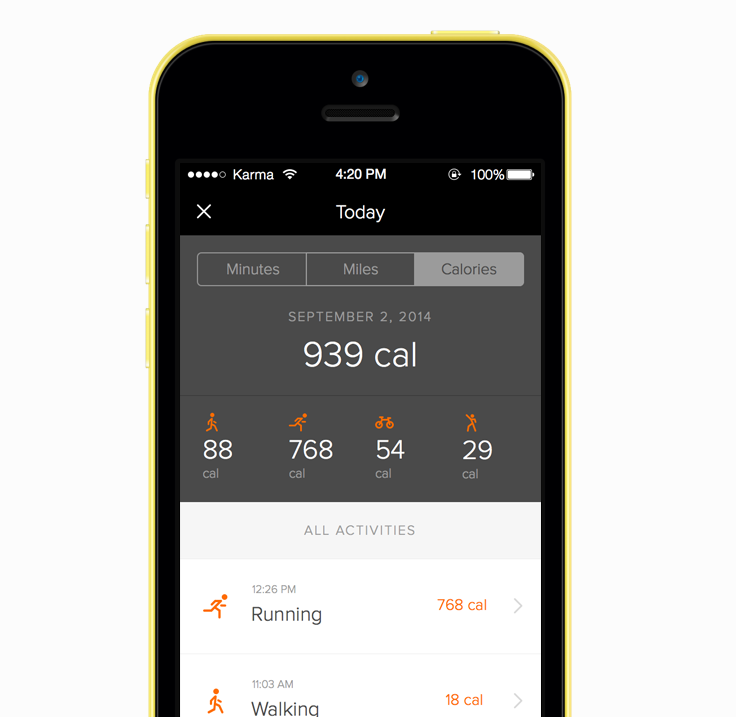 Karma 4:20 PM 100%
Today
Minutes Miles Calories
SEPTEMBER 2, 2014
939 cal
88 768 54 29
cal cal cal cal
ALL ACTIVITIES
12:26 PM
Running 768 cal
11:03 AM
Walking 18 cal